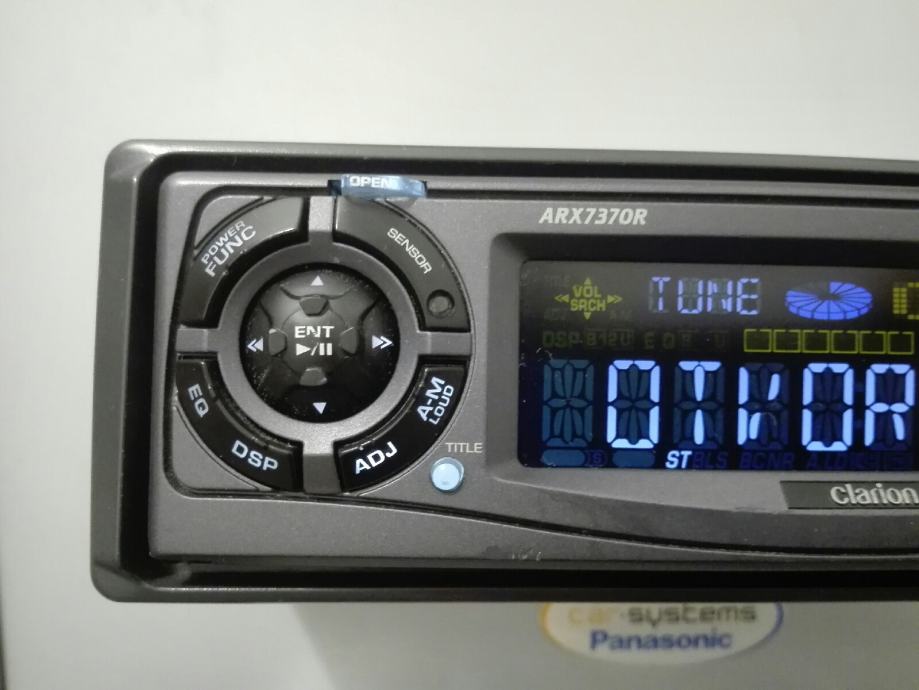 OPEN
ARX7370R
POWER
FUNC
SENSOR
VOL
SRCH
TUNE
ENT
DSP
EQ
A-M
LOUD
DSP
ADJ
TITLE
ST
BLS
Clarion
car·systems
Panasonic